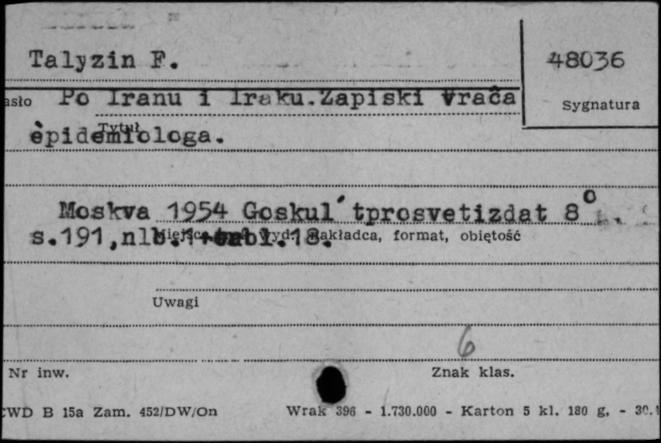 Talyzin F.
48036
asło Po Iranu i Iraku.Zapiski vrača
Sygnatura
Tytuł
èpidemiologa.
Moskva 1954 Goskul´tprosvetizdat 8°
s.191,nlb.1+tabl.18.
Miejsce wyd. nakładca, format, objętość
Uwagi
6
Nr inw.
Znak klas.
CWD B 15a Zam. 452/DW/On Wrak 396 - 1.730.000 - Karton 5 kl. 180 g. - 30.